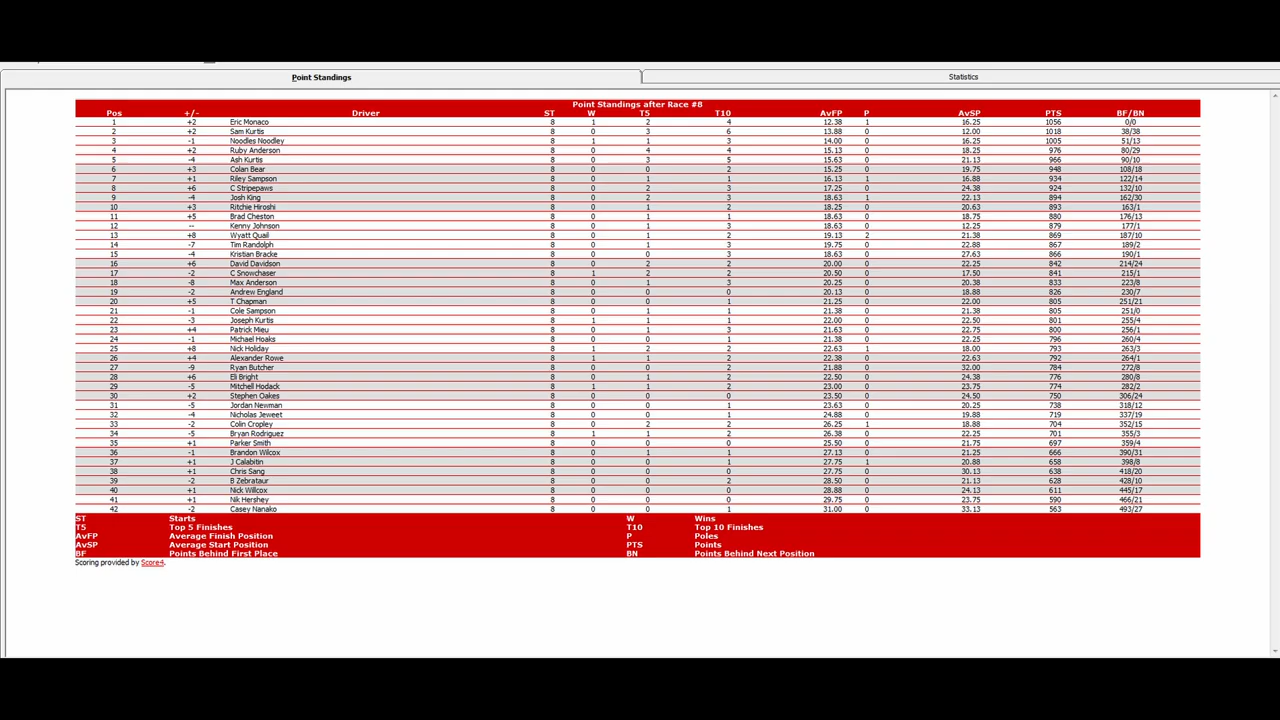 Point Standings Statistics
Point Standings after Race #8
Pos +/- Driver ST W T5 T10 AvFP P AvSP PTS BF/BN
1 +2 Eric Monaco 8 1 2 4 12.38 1 16.25 1056 0/0
2 +2 Sam Kurtis 8 0 3 6 13.88 0 12.00 1018 38/38
3 -1 Noodles Noodley 8 1 1 3 14.00 0 16.25 1005 51/13
4 +2 Ruby Anderson 8 0 4 4 15.13 0 18.25 976 80/29
5 -4 Ash Kurtis 8 0 3 5 15.63 0 21.13 966 90/10
6 +3 Colan Bear 8 0 0 2 15.25 0 19.75 948 108/18
7 +1 Riley Sampson 8 0 1 1 16.13 1 16.88 934 122/14
8 +6 C Stripepaws 8 0 2 3 17.25 0 24.38 924 132/10
9 -4 Josh King 8 0 2 3 18.63 1 22.13 894 162/30
10 +3 Ritchie Hiroshi 8 0 1 2 18.25 0 20.63 893 163/1
11 +5 Brad Cheston 8 0 1 1 18.63 0 18.75 880 176/13
12 -- Kenny Johnson 8 0 0 1 18.63 0 12.25 879 177/1
13 +8 Wyatt Quail 8 0 1 2 19.13 2 21.38 869 187/10
14 -7 Tim Randolph 8 0 1 3 19.75 0 22.88 867 189/2
15 -4 Kristian Bracke 8 0 0 3 18.63 0 27.63 866 190/1
16 +6 David Davidson 8 0 2 2 20.00 0 22.25 842 214/24
17 -2 C Snowchaser 8 1 2 2 20.50 0 17.50 841 215/1
18 -8 Max Anderson 8 0 1 3 20.25 0 20.38 833 223/8
19 -2 Andrew England 8 0 0 0 20.13 0 18.88 826 230/7
20 +5 T Chapman 8 0 0 1 21.25 0 22.00 805 251/21
21 -1 Cole Sampson 8 0 1 1 21.38 0 21.38 805 251/0
22 -3 Joseph Kurtis 8 1 1 1 22.00 0 22.50 801 255/4
23 +4 Patrick Mieu 8 0 1 3 21.63 0 22.75 800 256/1
24 -1 Michael Hoaks 8 0 0 1 21.38 0 22.25 796 260/4
25 +8 Nick Holiday 8 1 2 2 22.63 1 18.00 793 263/3
26 +4 Alexander Rowe 8 1 1 2 22.38 0 22.63 792 264/1
27 -9 Ryan Butcher 8 0 0 2 21.88 0 32.00 784 272/8
28 +6 Eli Bright 8 0 1 2 22.50 0 24.38 776 280/8
29 -5 Mitchell Hodack 8 1 1 2 23.00 0 23.75 774 282/2
30 +2 Stephen Oakes 8 0 0 0 23.50 0 24.50 750 306/24
31 -5 Jordan Newman 8 0 0 1 23.63 0 20.25 738 318/12
32 -4 Nicholas Jeweet 8 0 0 1 24.88 0 19.88 719 337/19
33 -2 Colin Cropley 8 0 2 2 26.25 1 18.88 704 352/15
34 -5 Bryan Rodriguez 8 1 1 2 26.38 0 22.25 701 355/3
35 +1 Parker Smith 8 0 0 0 25.50 0 21.75 697 359/4
36 -1 Brandon Wilcox 8 0 1 1 27.13 0 21.25 666 390/31
37 +1 J Calabitin 8 0 0 1 27.75 1 20.88 658 398/8
38 +1 Chris Sang 8 0 0 0 27.75 0 30.13 638 418/20
39 -2 B Zebrataur 8 0 0 2 28.50 0 21.13 628 428/10
40 +1 Nick Willcox 8 0 0 0 28.88 0 24.13 611 445/17
41 +1 Nik Hershey 8 0 0 0 29.75 0 23.75 590 466/21
42 -2 Casey Nanako 8 0 0 1 31.00 0 33.13 563 493/27
ST Starts W Wins
T5 Top 5 Finishes T10 Top 10 Finishes
AvFP Average Finish Position P Poles
AvSP Average Start Position PTS Points
BF Points Behind First Place BN Points Behind Next Position
Scoring provided by Score4.